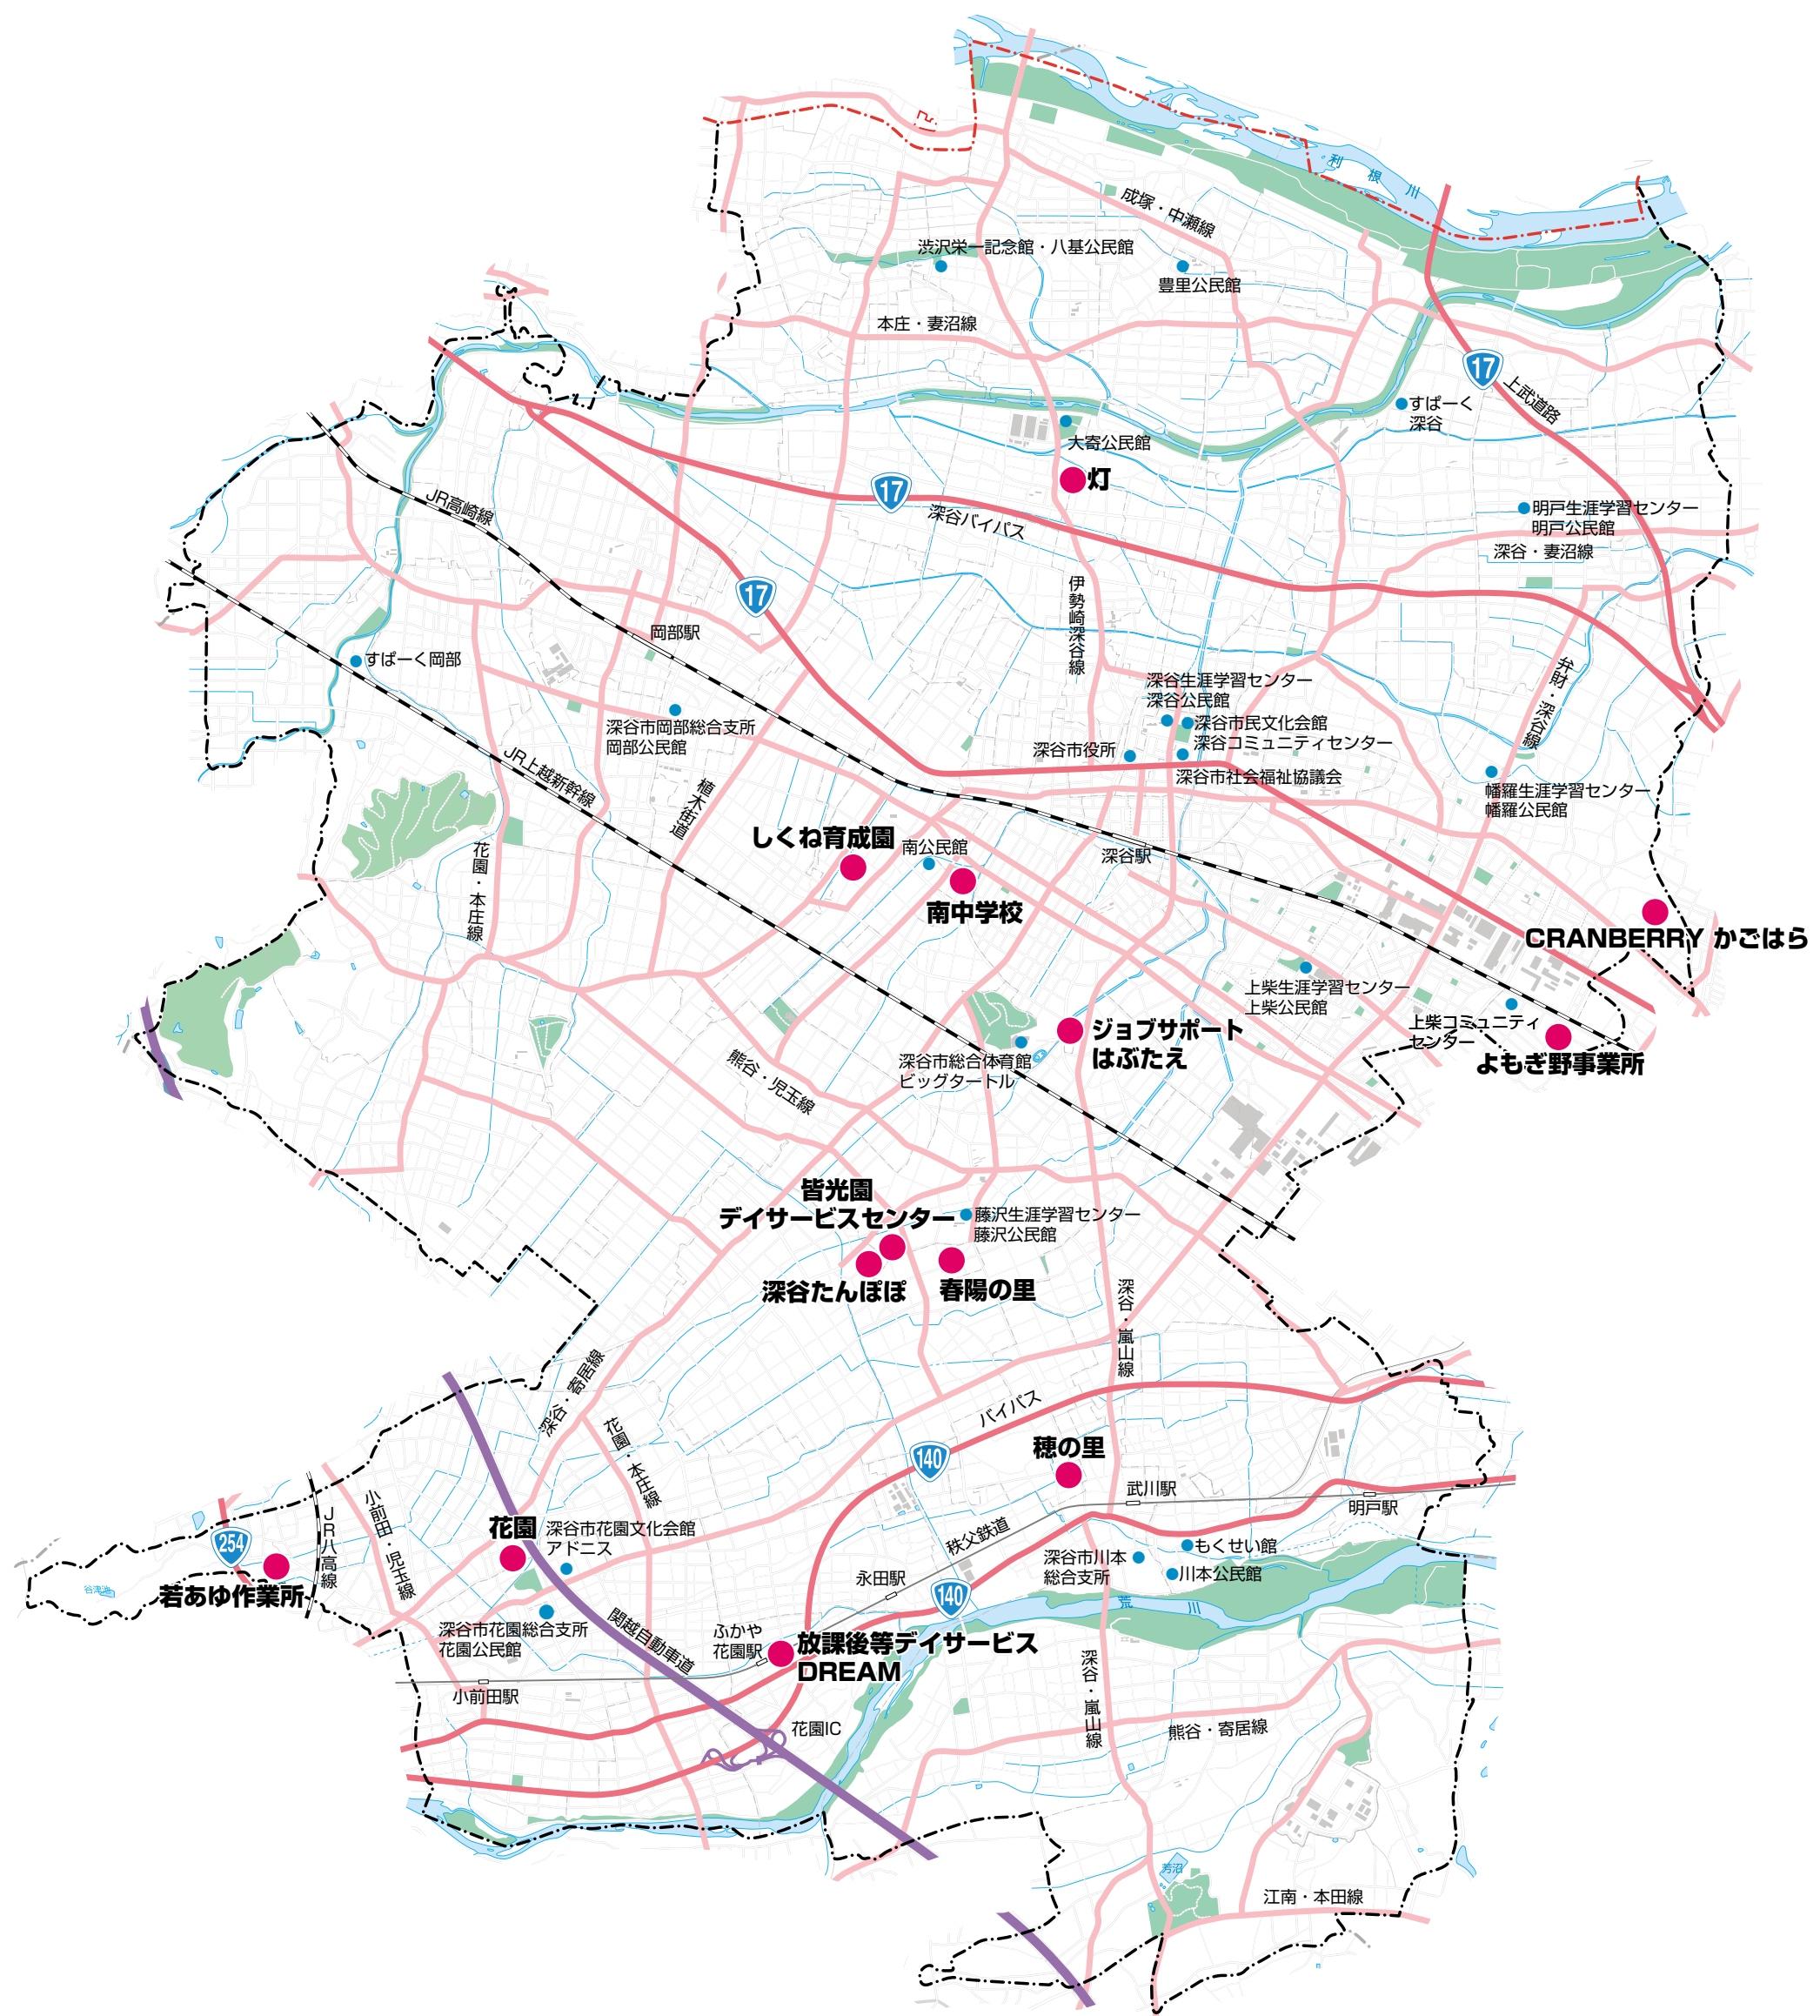 利根川
成塚・中瀬線
渋沢栄一記念館・八基公民館
豊里公民館
本庄・妻沼線
17
上武道路
すぱーく
深谷
大寄公民館
灯
17
深谷バイパス
JR高崎線
明戸生涯学習センター
明戸公民館
深谷・妻沼線
17
伊勢崎深谷線
岡部駅
すぱーく岡部
弁財・深谷線
深谷生涯学習センター
深谷公民館
深谷市民文化会館
深谷市岡部総合支所
岡部公民館
深谷市役所
深谷コミュニティセンター
深谷市社会福祉協議会
JR上越新幹線
植木街道
幡羅生涯学習センター
幡羅公民館
しくね育成園
南公民館
深谷駅
花園・本庄線
南中学校
CRANBERRY かごはら
上柴生涯学習センター
上柴公民館
上柴コミュニティ
センター
ジョブサポート
はぶたえ
よもぎ野事業所
深谷市総合体育館
ビッグタートル
熊谷・児玉線
皆光園
デイサービスセンター
藤沢生涯学習センター
藤沢公民館
深谷たんぽぽ
春陽の里
深谷・嵐山線
深谷・寄居線
バイパス
花園・本庄線
140
穂の里
武川駅
明戸駅
小前田・児玉線
JR八高線
254
若あゆ作業所
谷津池
花園
深谷市花園文化会館
アドニス
秩父鉄道
もくせい館
深谷市川本
総合支所
川本公民館
永田駅
140
荒川
深谷市花園総合支所
花園公民館
関越自動車道
ふかや
花園駅
放課後等デイサービス
DREAM
小前田駅
花園IC
深谷・嵐山線
熊谷・寄居線
芳沼
江南・本田線